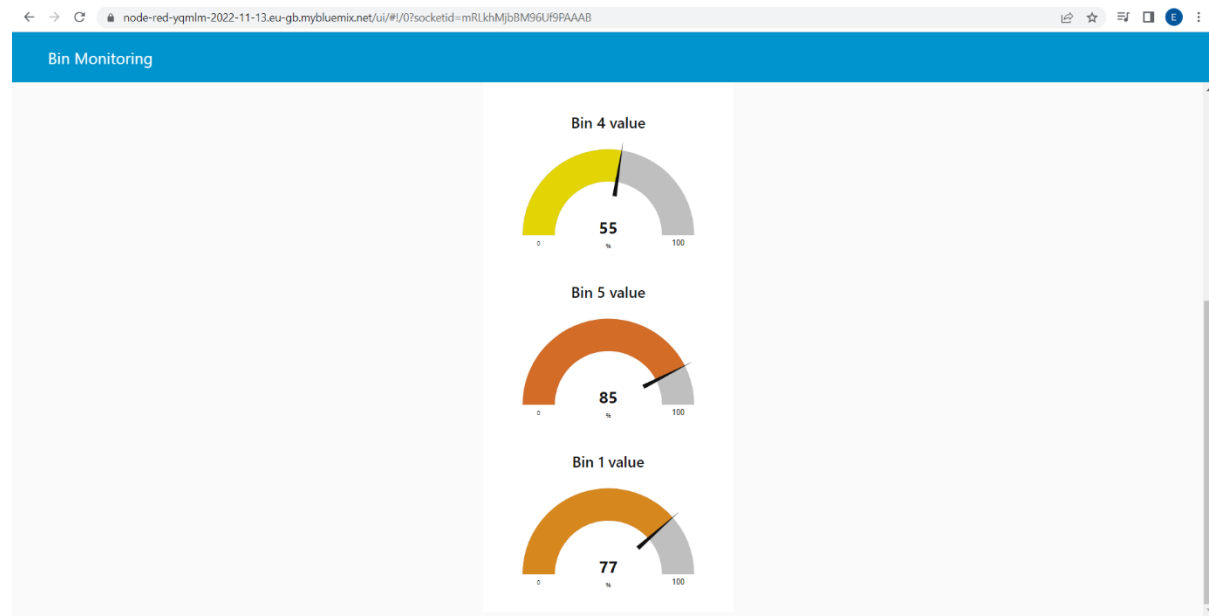 node-red-yqmlm-2022-11-13.eu-gb.mybluemix.net/ui/#!/0?socketid=mRLkhMjbBM96Uf9PAAAB
E
Bin Monitoring
Bin 4 value
55
0 % 100
Bin 5 value
85
0 % 100
Bin 1 value
77
0 % 100